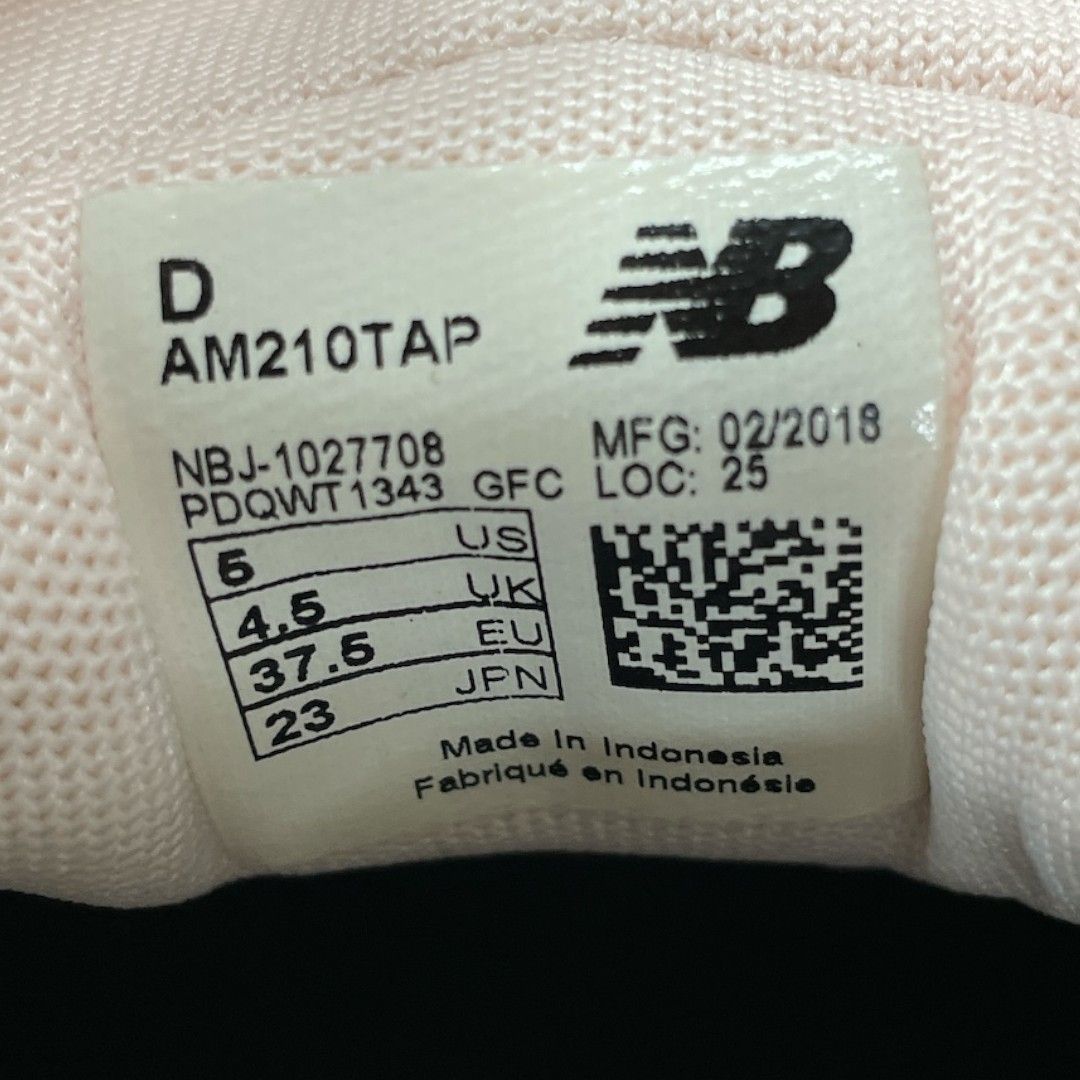 D
AM210TAP
NB
NBJ-1027708
PDQWT1343 GFC
MFG: 02/2018
LOC: 25
5 US
4.5 UK
37.5 EU
23 JPN
Made in Indonesia
Fabriqué en Indonésie